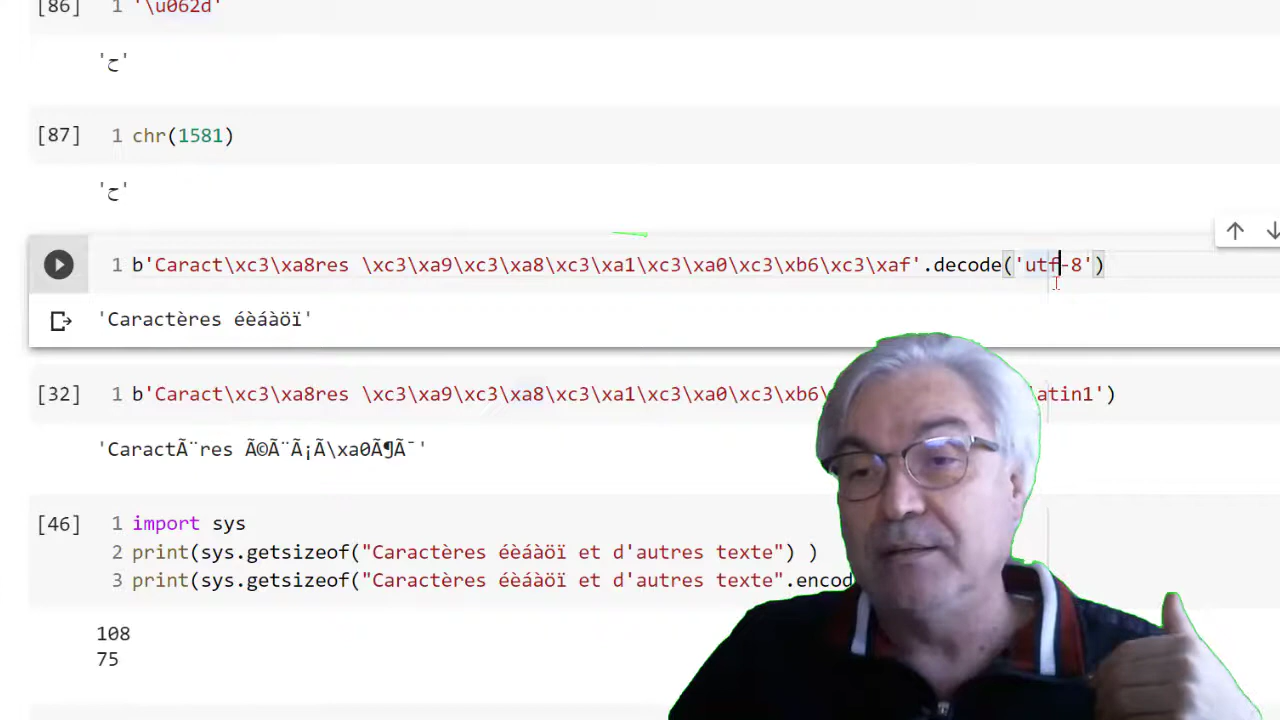 [86] 1 '\u062d'
'ح'
[87] 1 chr(1581)
'ح'
1 b'Caract\xc3\xa8res \xc3\xa9\xc3\xa8\xc3\xa1\xc3\xa0\xc3\xb6\xc3\xaf'.decode('utf-8')
'Caractères éèáàöï'
[32] 1 b'Caract\xc3\xa8res \xc3\xa9\xc3\xa8\xc3\xa1\xc3\xa0\xc3\xb6\ atin1')
'CaractÃ¨res Ã©Ã¨Ã¡Ã\xa0Ã¶Ã¯'
[46] 1 import sys
2 print(sys.getsizeof("Caractères éèáàöï et d'autres texte") )
3 print(sys.getsizeof("Caractères éèáàöï et d'autres texte".encod
108
75